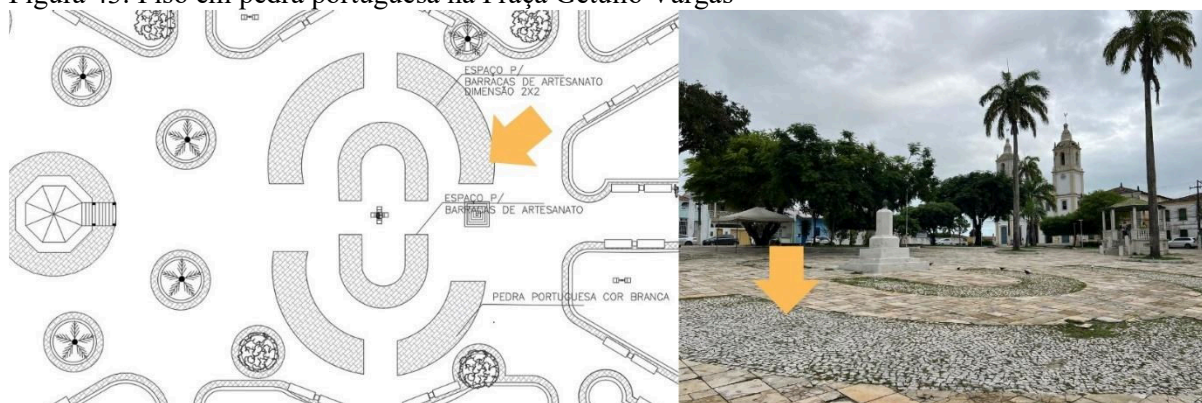 Figura 43. Piso em pedra portuguesa na Praça Getúlio Vargas
ESPAÇO P/
BARRACAS DE ARTESANATO
DIMENSÃO 2X2
ESPAÇO P/
BARRACAS DE ARTESANATO
PEDRA PORTUGUESA COR BRANCA